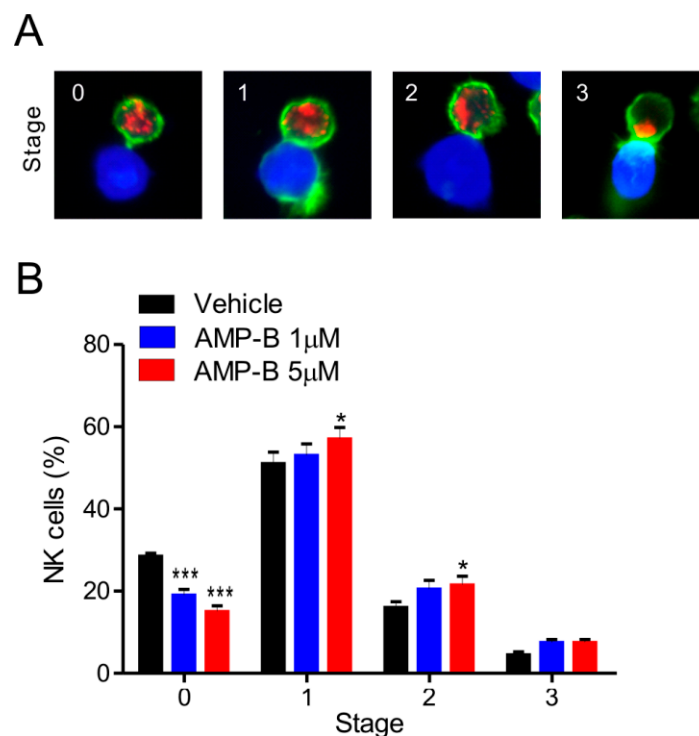 A
Stage
0 1 2 3
B
Vehicle
AMP-B 1μM
AMP-B 5μM
NK cells (%)
80
60
40
20
0
***
***
*
*
0 1 2 3
Stage